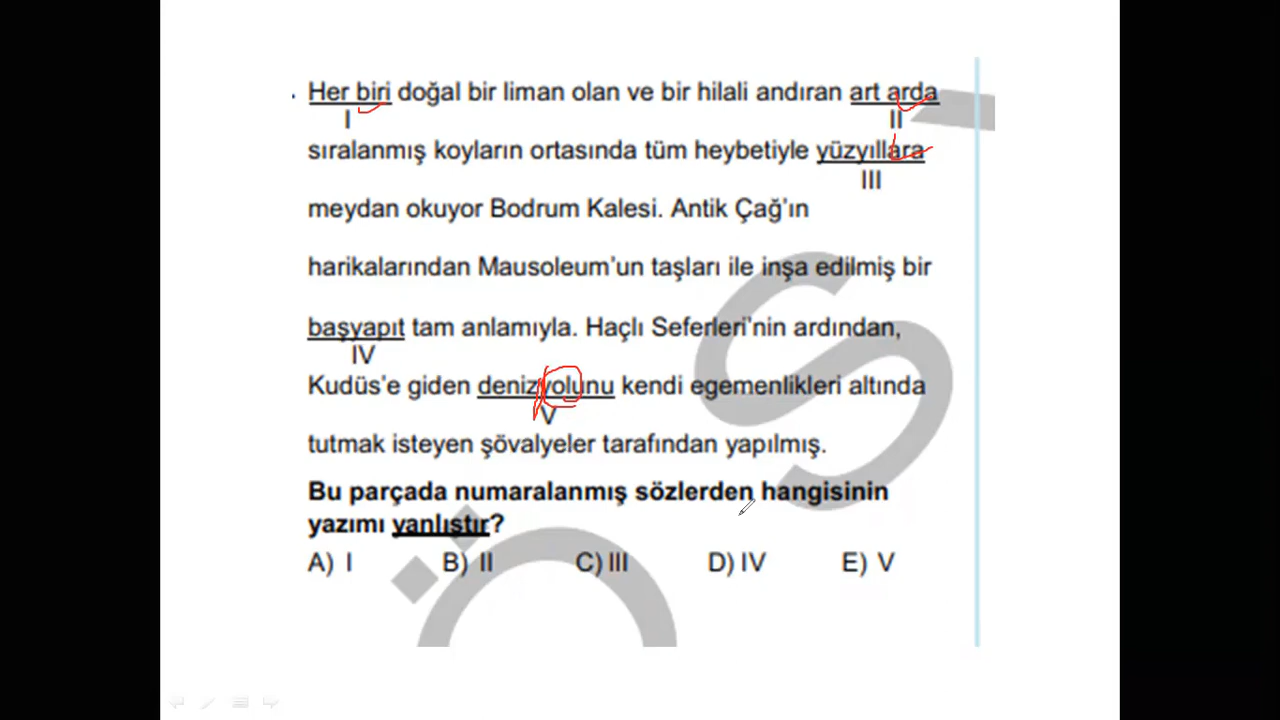 Her biri doğal bir liman olan ve bir hilali andıran art arda
I II
sıralanmış koyların ortasında tüm heybetiyle yüzyıllara
III
meydan okuyor Bodrum Kalesi. Antik Çağ'ın
harikalarından Mausoleum'un taşları ile inşa edilmiş bir
başyapıt tam anlamıyla. Haçlı Seferleri'nin ardından,
IV
Kudüs'e giden denizyolunu kendi egemenlikleri altında
V
tutmak isteyen şövalyeler tarafından yapılmış.
Bu parçada numaralanmış sözlerden hangisinin
yazımı yanlıştır?
A) I B) II C) III D) IV E) V